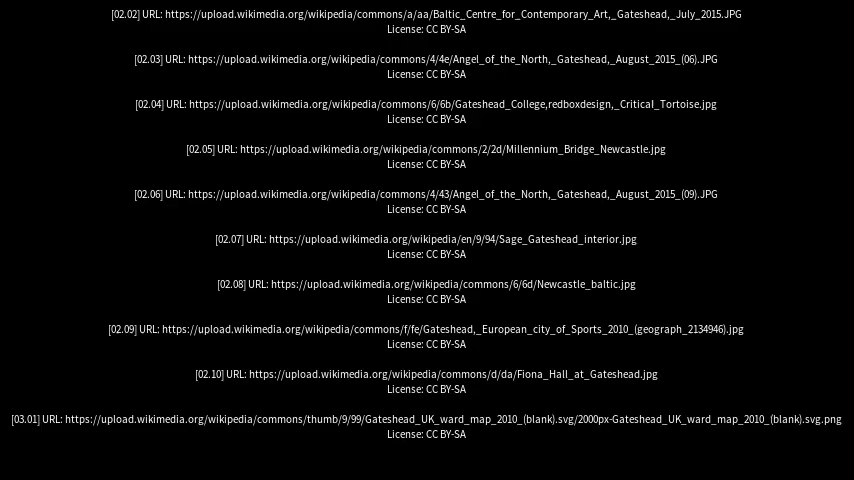 [02.02] URL: https://upload.wikimedia.org/wikipedia/commons/a/aa/Baltic_Centre_for_Contemporary_Art,_Gateshead,_July_2015.JPG
License: CC BY-SA
[02.03] URL: https://upload.wikimedia.org/wikipedia/commons/4/4e/Angel_of_the_North,_Gateshead,_August_2015_(06).JPG
License: CC BY-SA
[02.04] URL: https://upload.wikimedia.org/wikipedia/commons/6/6b/Gateshead_College,redboxdesign,_Critical_Tortoise.jpg
License: CC BY-SA
[02.05] URL: https://upload.wikimedia.org/wikipedia/commons/2/2d/Millennium_Bridge_Newcastle.jpg
License: CC BY-SA
[02.06] URL: https://upload.wikimedia.org/wikipedia/commons/4/43/Angel_of_the_North,_Gateshead,_August_2015_(09).JPG
License: CC BY-SA
[02.07] URL: https://upload.wikimedia.org/wikipedia/en/9/94/Sage_Gateshead_interior.jpg
License: CC BY-SA
[02.08] URL: https://upload.wikimedia.org/wikipedia/commons/6/6d/Newcastle_baltic.jpg
License: CC BY-SA
[02.09] URL: https://upload.wikimedia.org/wikipedia/commons/f/fe/Gateshead,_European_city_of_Sports_2010_(geograph_2134946).jpg
License: CC BY-SA
[02.10] URL: https://upload.wikimedia.org/wikipedia/commons/d/da/Fiona_Hall_at_Gateshead.jpg
License: CC BY-SA
[03.01] URL: https://upload.wikimedia.org/wikipedia/commons/thumb/9/99/Gateshead_UK_ward_map_2010_(blank).svg/2000px-Gateshead_UK_ward_map_2010_(blank).svg.png
License: CC BY-SA